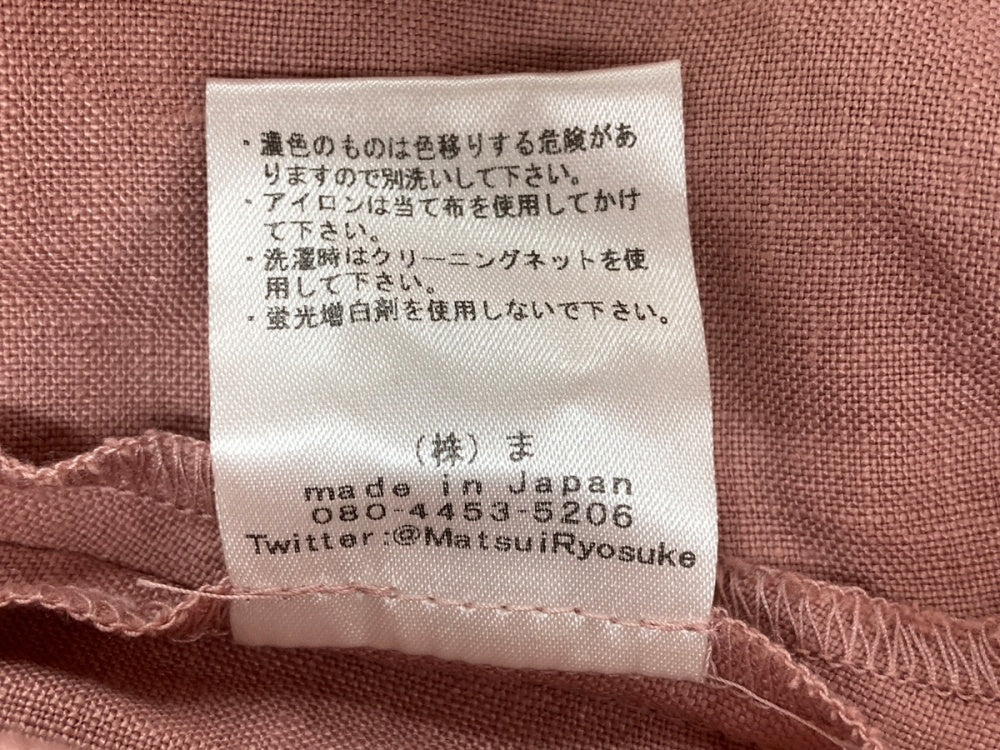 ・濃色のものは色移りする危険があ
りますので別洗いして下さい。
・アイロンは当て布を使用してかけ
て下さい。
・洗濯時はクリーニングネットを使
用して下さい。
・蛍光増白剤を使用しないで下さい。
（株）ま
made in Japan
080-4453-5206
Twitter:@MatsuiRyosuke